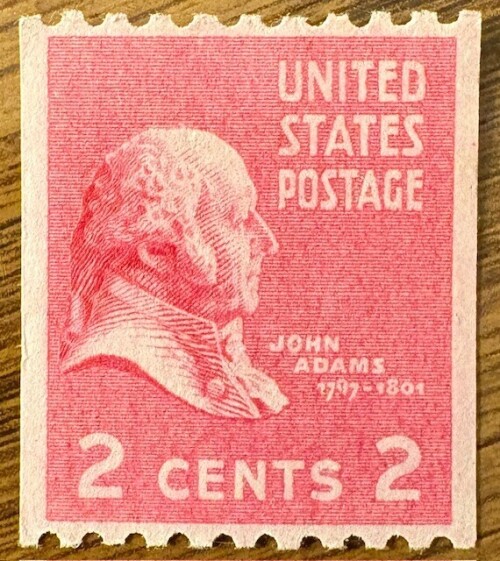 UNITED
STATES
POSTAGE
JOHN
ADAMS
1797-1801
2 CENTS 2